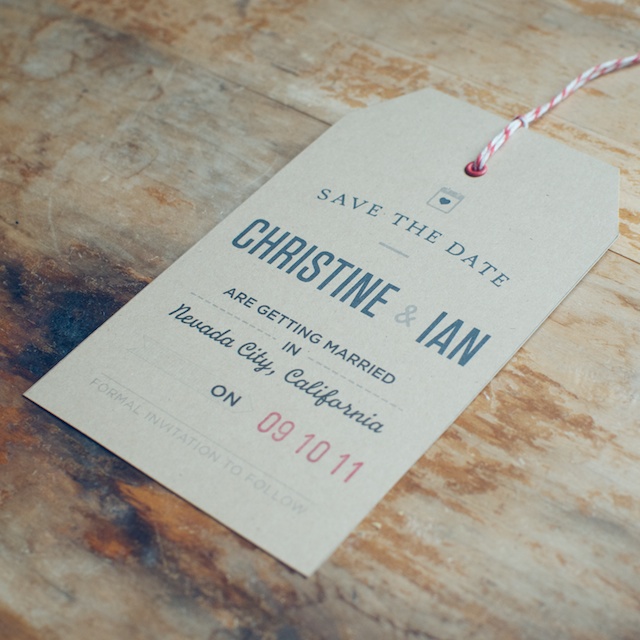 SAVE THE DATE
CHRISTINE & IAN
ARE GETTING MARRIED
IN
Nevada City, California
ON 09 10 11
FORMAL INVITATION TO FOLLOW